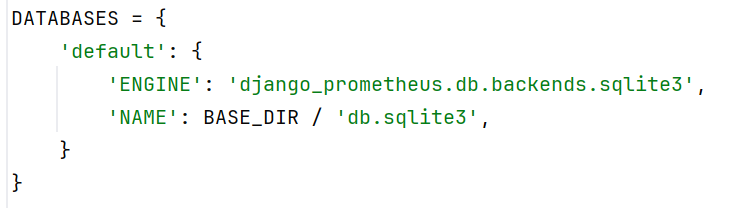 DATABASES = {
    'default': {
        'ENGINE': 'django_prometheus.db.backends.sqlite3',
        'NAME': BASE_DIR / 'db.sqlite3',
    }
}